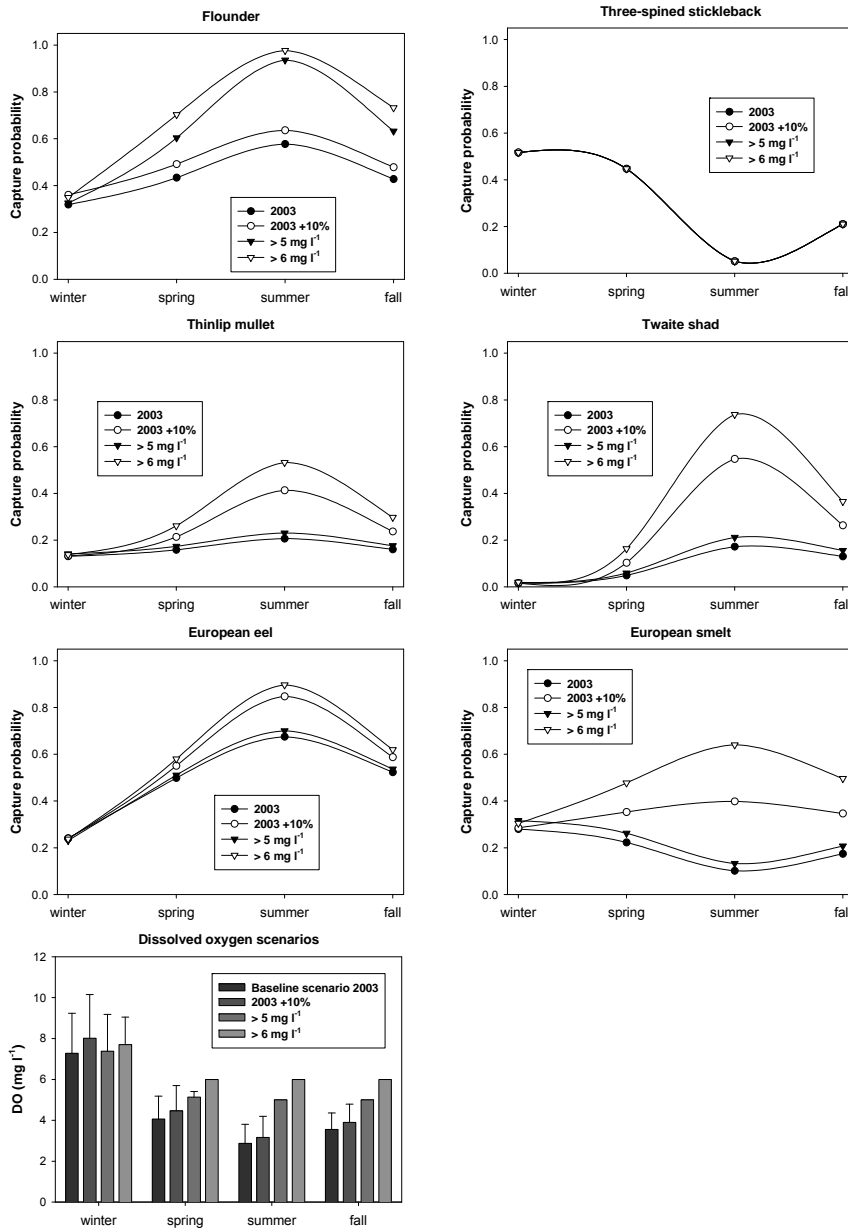 Flounder
Capture probability
1.0
0.8
0.6
0.4
0.2
0.0
2003
2003 +10%
> 5 mg l⁻¹
> 6 mg l⁻¹
winter spring summer fall
Three-spined stickleback
Capture probability
1.0
0.8
0.6
0.4
0.2
0.0
2003
2003 +10%
> 5 mg l⁻¹
> 6 mg l⁻¹
winter spring summer fall
Thinlip mullet
Capture probability
1.0
0.8
0.6
0.4
0.2
0.0
2003
2003 +10%
> 5 mg l⁻¹
> 6 mg l⁻¹
winter spring summer fall
Twaite shad
Capture probability
1.0
0.8
0.6
0.4
0.2
0.0
2003
2003 +10%
> 5 mg l⁻¹
> 6 mg l⁻¹
winter spring summer fall
European eel
Capture probability
1.0
0.8
0.6
0.4
0.2
0.0
2003
2003 +10%
> 5 mg l⁻¹
> 6 mg l⁻¹
winter spring summer fall
European smelt
Capture probability
1.0
0.8
0.6
0.4
0.2
0.0
2003
2003 +10%
> 5 mg l⁻¹
> 6 mg l⁻¹
winter spring summer fall
Dissolved oxygen scenarios
DO (mg l⁻¹)
12
10
8
6
4
2
0
Baseline scenario 2003
2003 +10%
> 5 mg l⁻¹
> 6 mg l⁻¹
winter spring summer fall